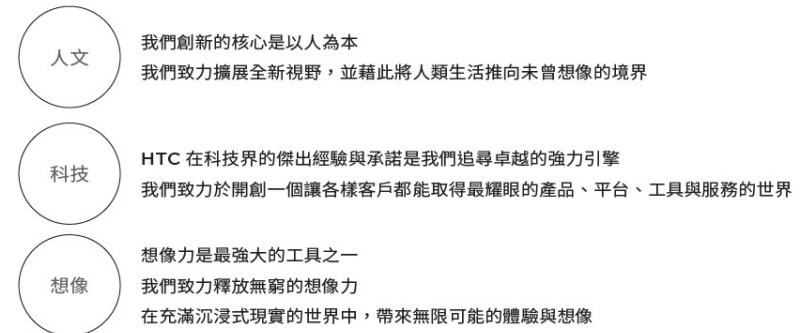 人文
我們創新的核心是以人為本
我們致力擴展全新視野，並藉此將人類生活推向未曾想像的境界
科技
HTC 在科技界的傑出經驗與承諾是我們追尋卓越的強力引擎
我們致力於開創一個讓各樣客戶都能取得最耀眼的產品、平台、工具與服務的世界
想像
想像力是最強大的工具之一
我們致力釋放無窮的想像力
在充滿沉浸式現實的世界中，帶來無限可能的體驗與想像